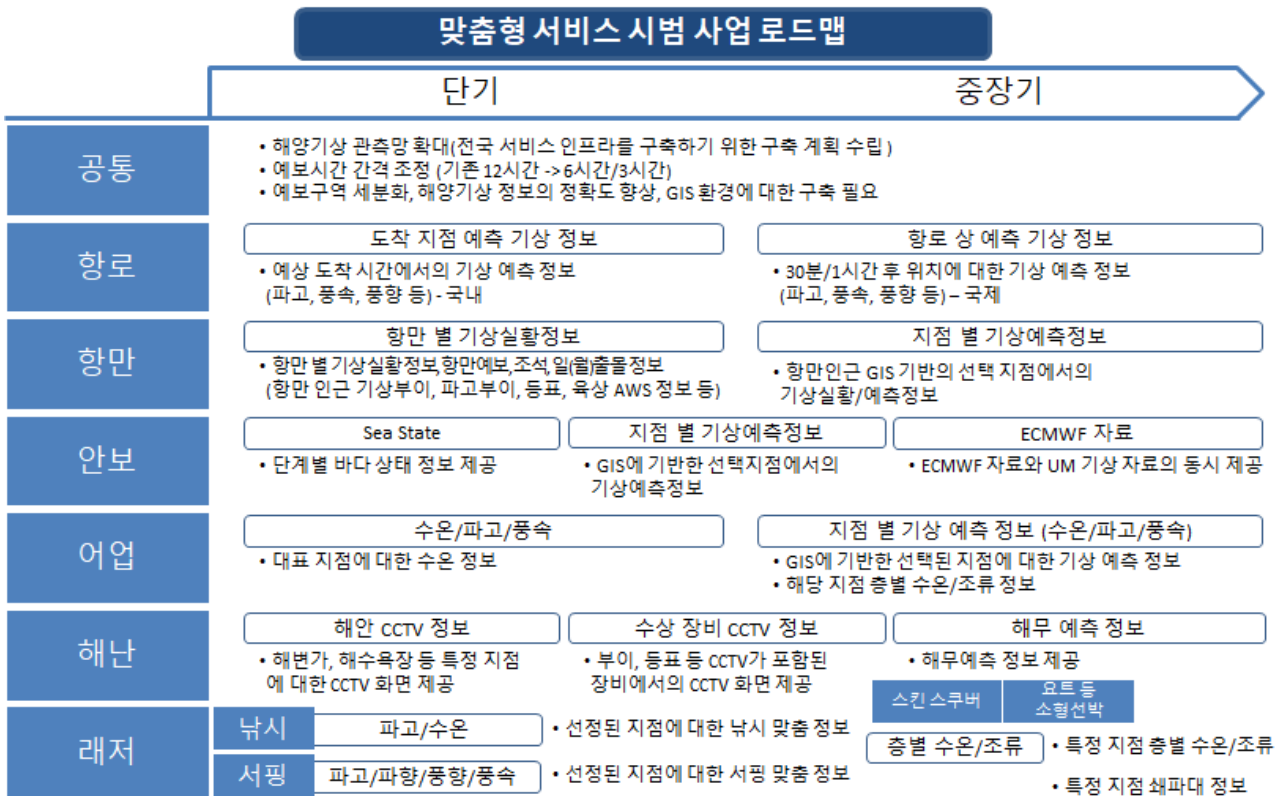 맞춤형 서비스 시범 사업 로드맵
단기
중장기
공통
• 해양기상 관측망 확대(전국 서비스 인프라를 구축하기 위한 구축 계획 수립)
• 예보시간 간격 조정 (기존 12시간 -> 6시간/3시간)
• 예보구역 세분화, 해양기상 정보의 정확도 향상, GIS 환경에 대한 구축 필요
항로
도착 지점 예측 기상 정보
• 예상 도착 시간에서의 기상 예측 정보
(파고, 풍속, 풍향 등) - 국내
항로 상 예측 기상 정보
• 30분/1시간 후 위치에 대한 기상 예측 정보
(파고, 풍속, 풍향 등) – 국제
항만
항만 별 기상실황정보
• 항만 별 기상실황정보,항만예보,조석,일(월)출몰정보
(항만 인근 기상부이, 파고부이, 등표, 육상 AWS 정보 등)
지점 별 기상예측정보
• 항만인근 GIS 기반의 선택 지점에서의
기상실황/예측정보
안보
Sea State
• 단계별 바다 상태 정보 제공
지점 별 기상예측정보
• GIS에 기반한 선택지점에서의
기상예측정보
ECMWF 자료
• ECMWF 자료와 UM 기상 자료의 동시 제공
어업
수온/파고/풍속
• 대표 지점에 대한 수온 정보
지점 별 기상 예측 정보 (수온/파고/풍속)
• GIS에 기반한 선택된 지점에 대한 기상 예측 정보
• 해당 지점 층별 수온/조류 정보
해난
해안 CCTV 정보
• 해변가, 해수욕장 등 특정 지점
에 대한 CCTV 화면 제공
수상 장비 CCTV 정보
• 부이, 등표 등 CCTV가 포함된
장비에서의 CCTV 화면 제공
해무 예측 정보
• 해무예측 정보 제공
래저
낚시
파고/수온
• 선정된 지점에 대한 낚시 맞춤 정보
서핑
파고/파향/풍향/풍속
• 선정된 지점에 대한 서핑 맞춤 정보
스킨 스쿠버
요트 등
소형선박
층별 수온/조류
• 특정 지점 층별 수온/조류
• 특정 지점 쇄파대 정보